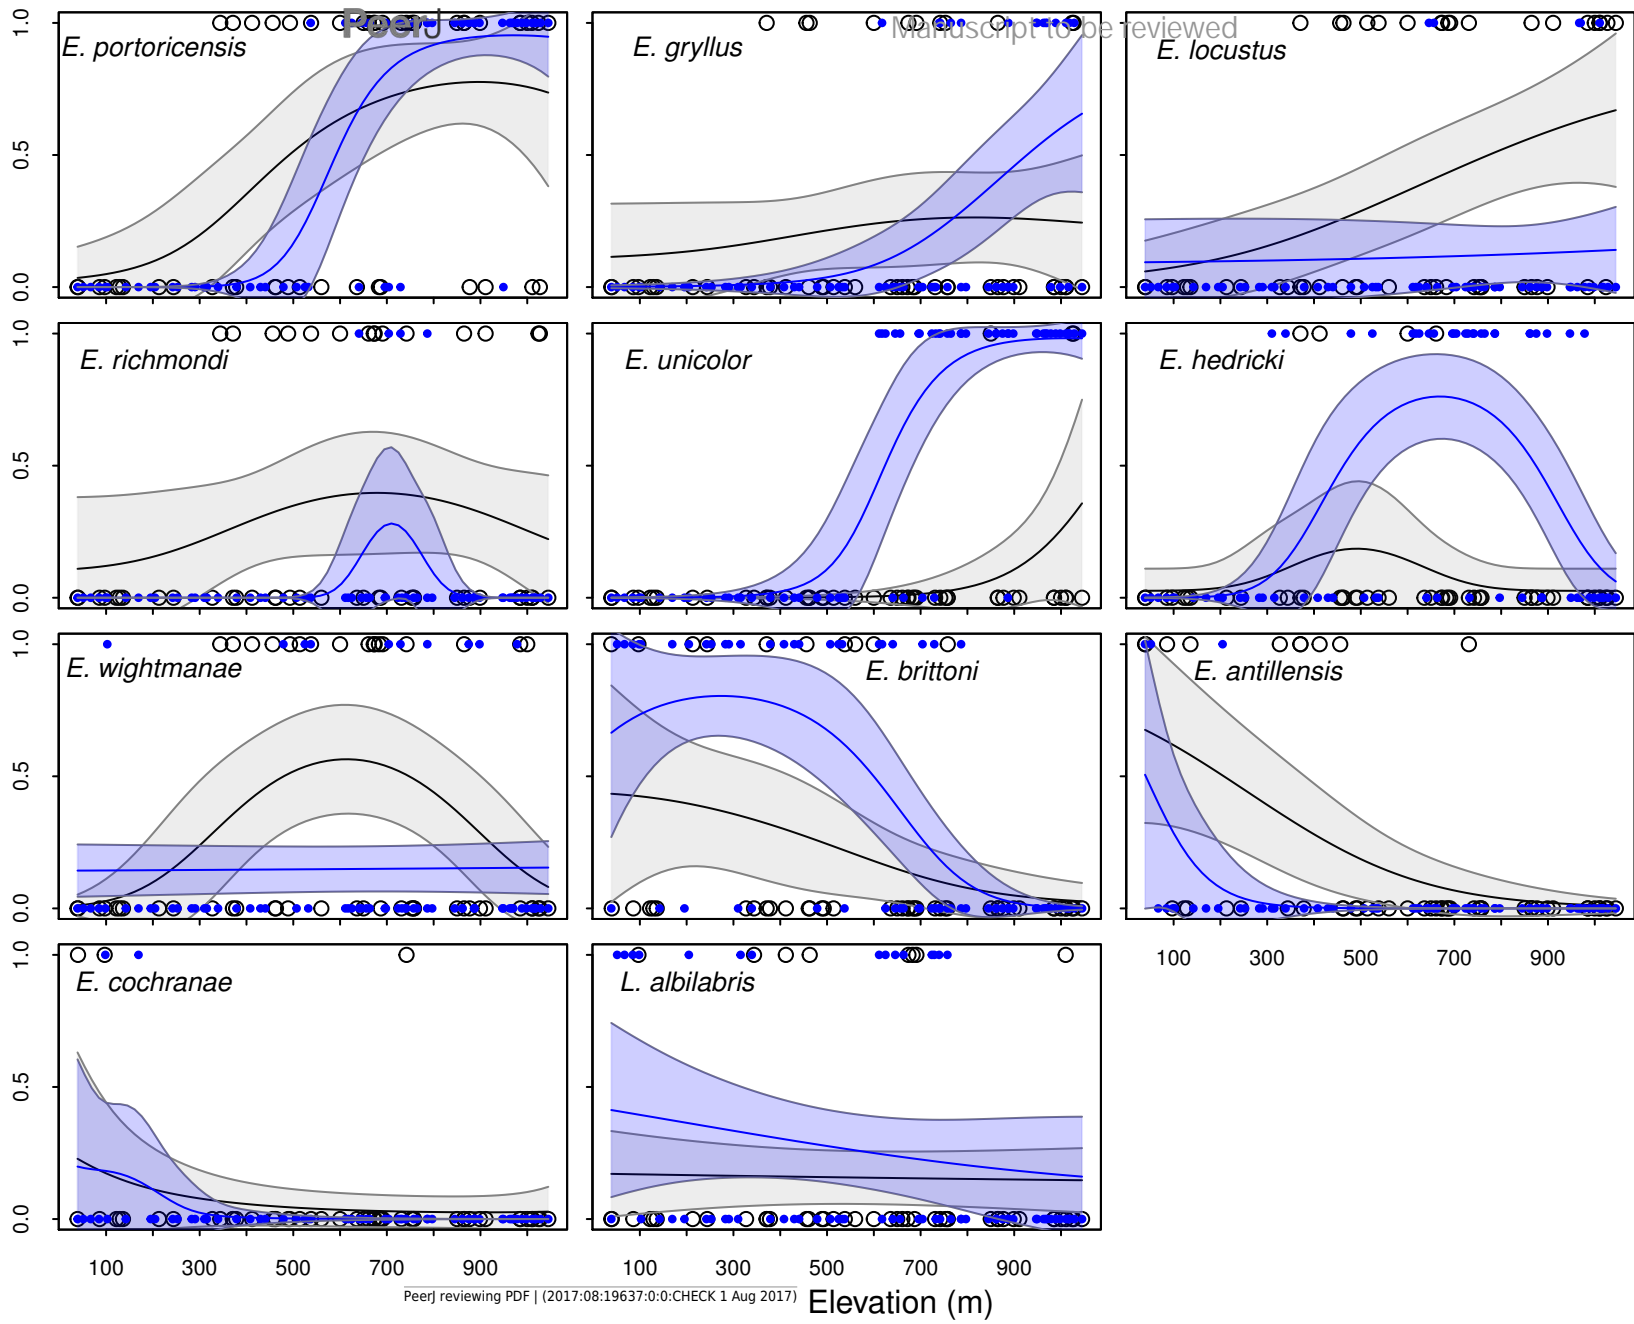 PeerJ
Manuscript to be reviewed
1.0
0.5
0.0
E. portoricensis
E. gryllus
E. locustus
1.0
0.5
0.0
E. richmondi
E. unicolor
E. hedricki
1.0
0.5
0.0
E. wightmanae
E. brittoni
E. antillensis
100 300 500 700 900
1.0
0.5
0.0
E. cochranae
L. albilabris
100 300 500 700 900
100 300 500 700 900
PeerJ reviewing PDF | (2017:08:19637:0:0:CHECK 1 Aug 2017)
Elevation (m)